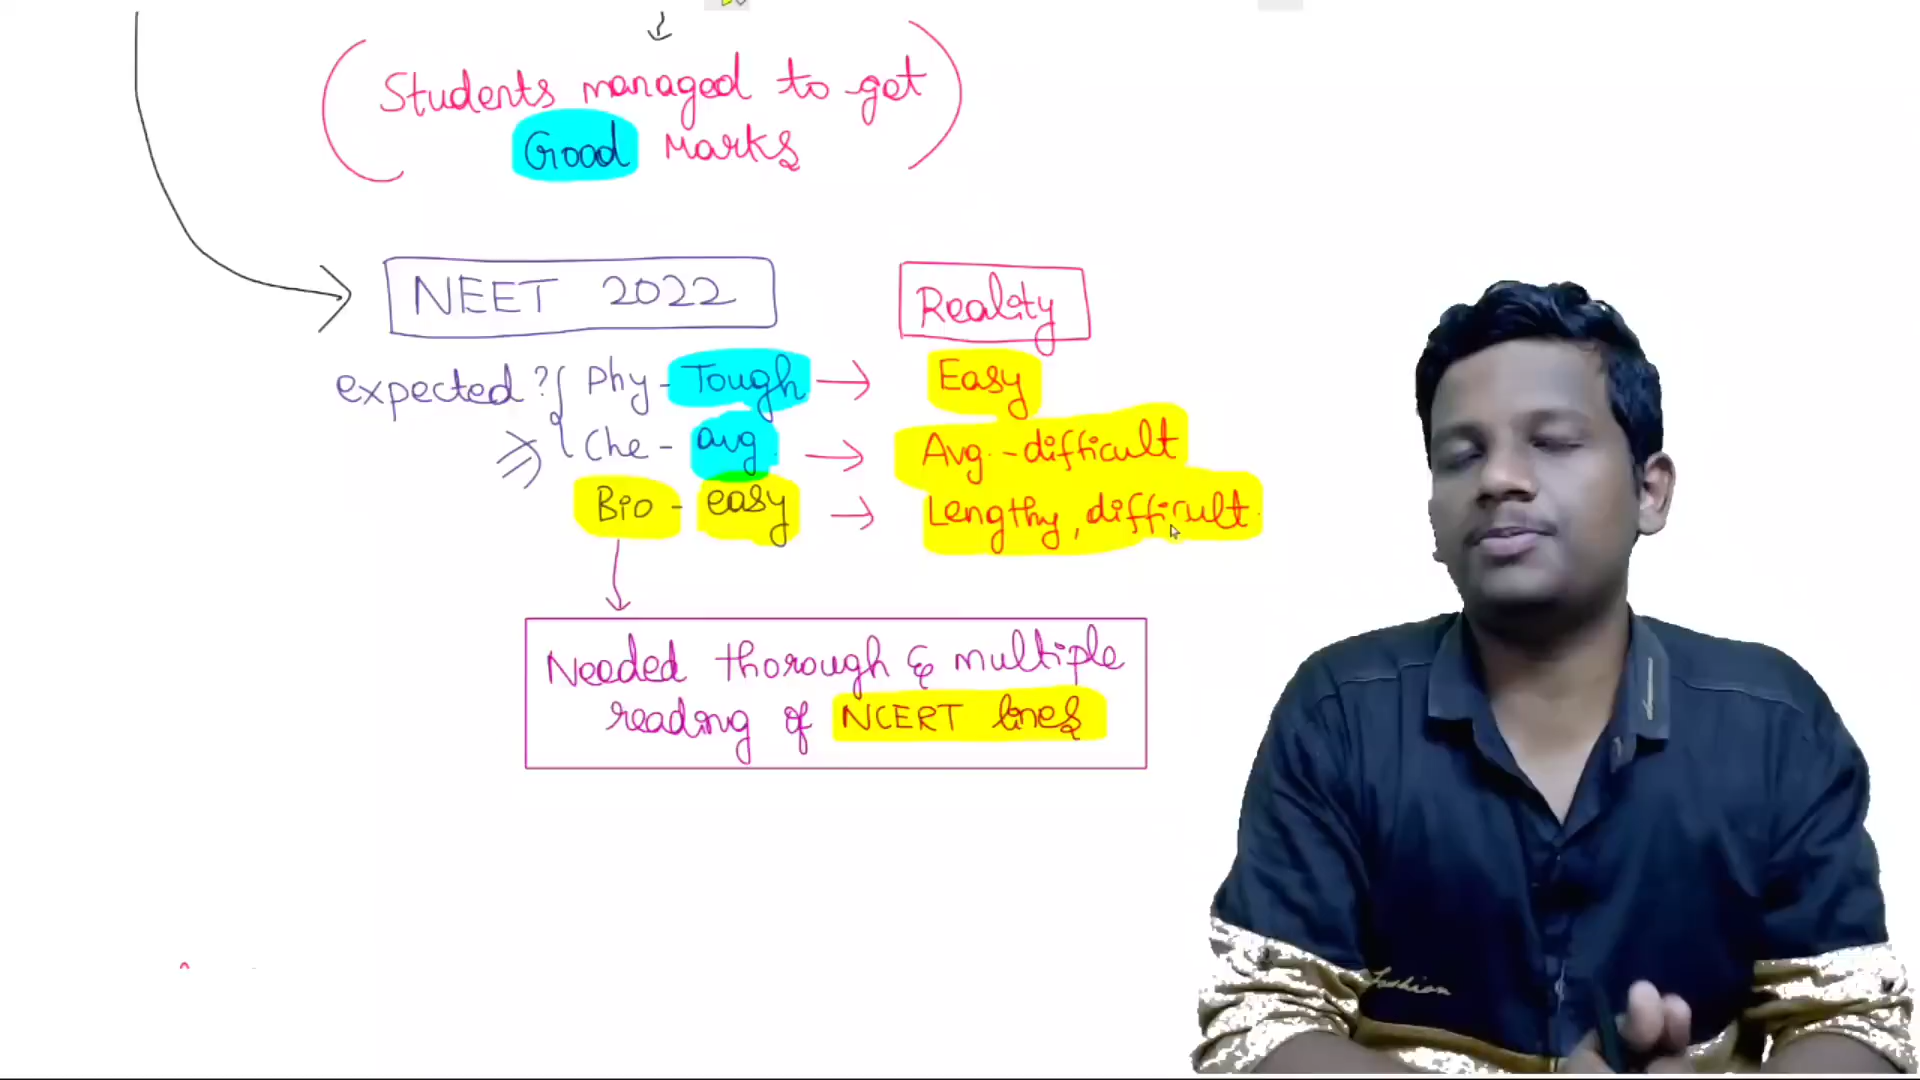 Students managed to get
Good Marks
NEET 2022
Reality
expected ? { Phy - Tough → Easy
Che - avg → Avg. - difficult
Bio - easy → Lengthy, difficult
Needed thorough & multiple
reading of NCERT lines
Fashion